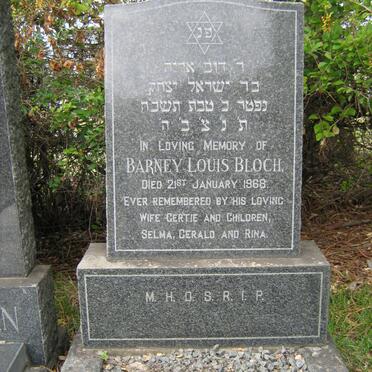 פ נ
ר׳ דוב אריה
בר ישראל יצחק
נפטר כ טבת תשכח
ת נ צ ב ה
IN LOVING MEMORY OF
BARNEY LOUIS BLOCH,
DIED 21ST JANUARY 1968.
EVER REMEMBERED BY HIS LOVING
WIFE GERTIE AND CHILDREN,
SELMA, GERALD AND RINA.
M.H.D.S.R.I.P.